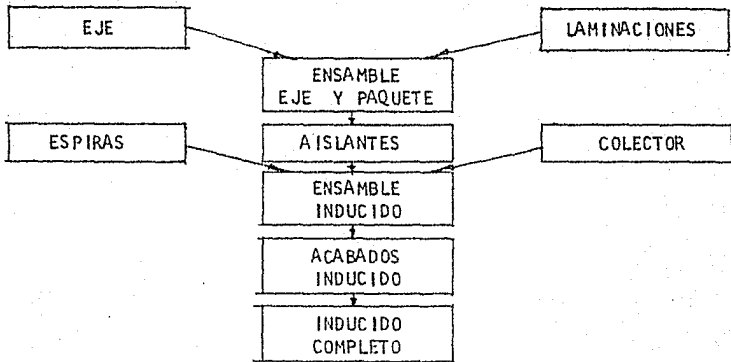 EJE
LAMINACIONES
ENSAMBLE
EJE Y PAQUETE
ESPIRAS
AISLANTES
COLECTOR
ENSAMBLE
INDUCIDO
ACABADOS
INDUCIDO
INDUCIDO
COMPLETO